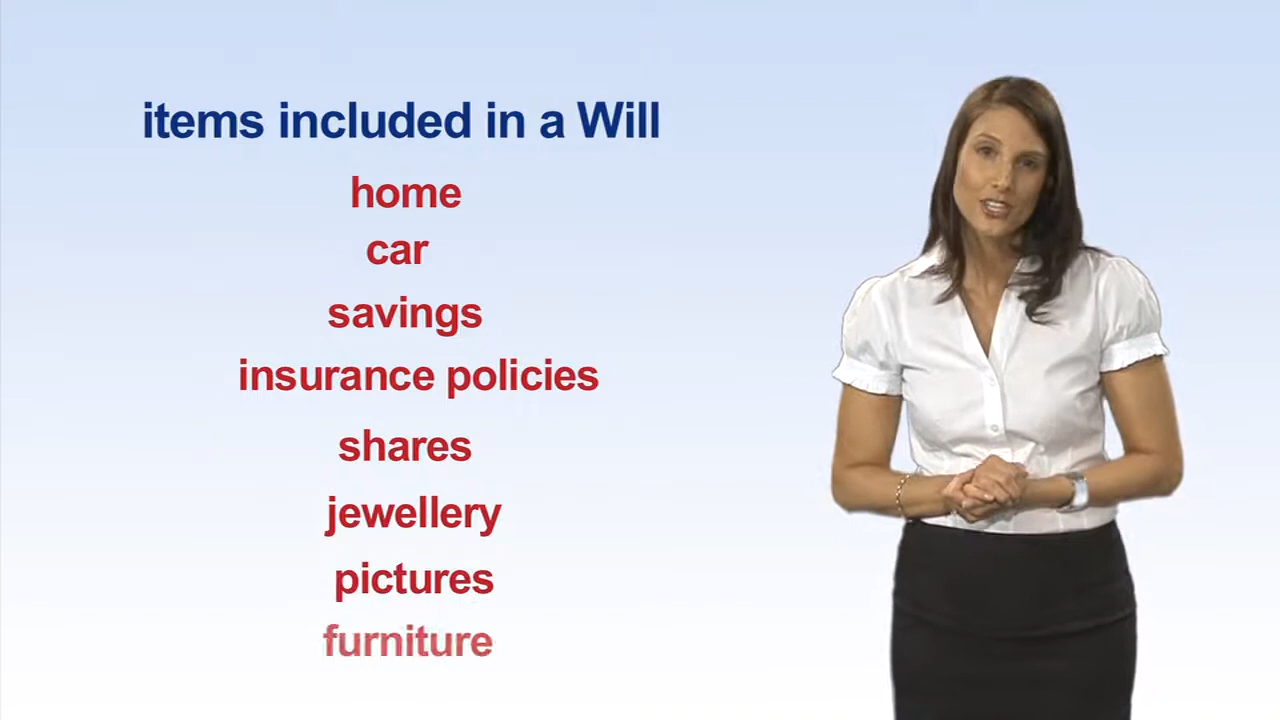 items included in a Will
home
car
savings
insurance policies
shares
jewellery
pictures
furniture